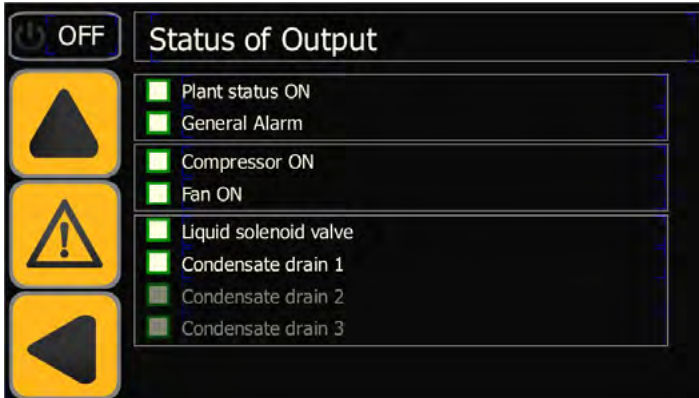 OFF
Status of Output
Plant status ON
General Alarm
Compressor ON
Fan ON
Liquid solenoid valve
Condensate drain 1
Condensate drain 2
Condensate drain 3